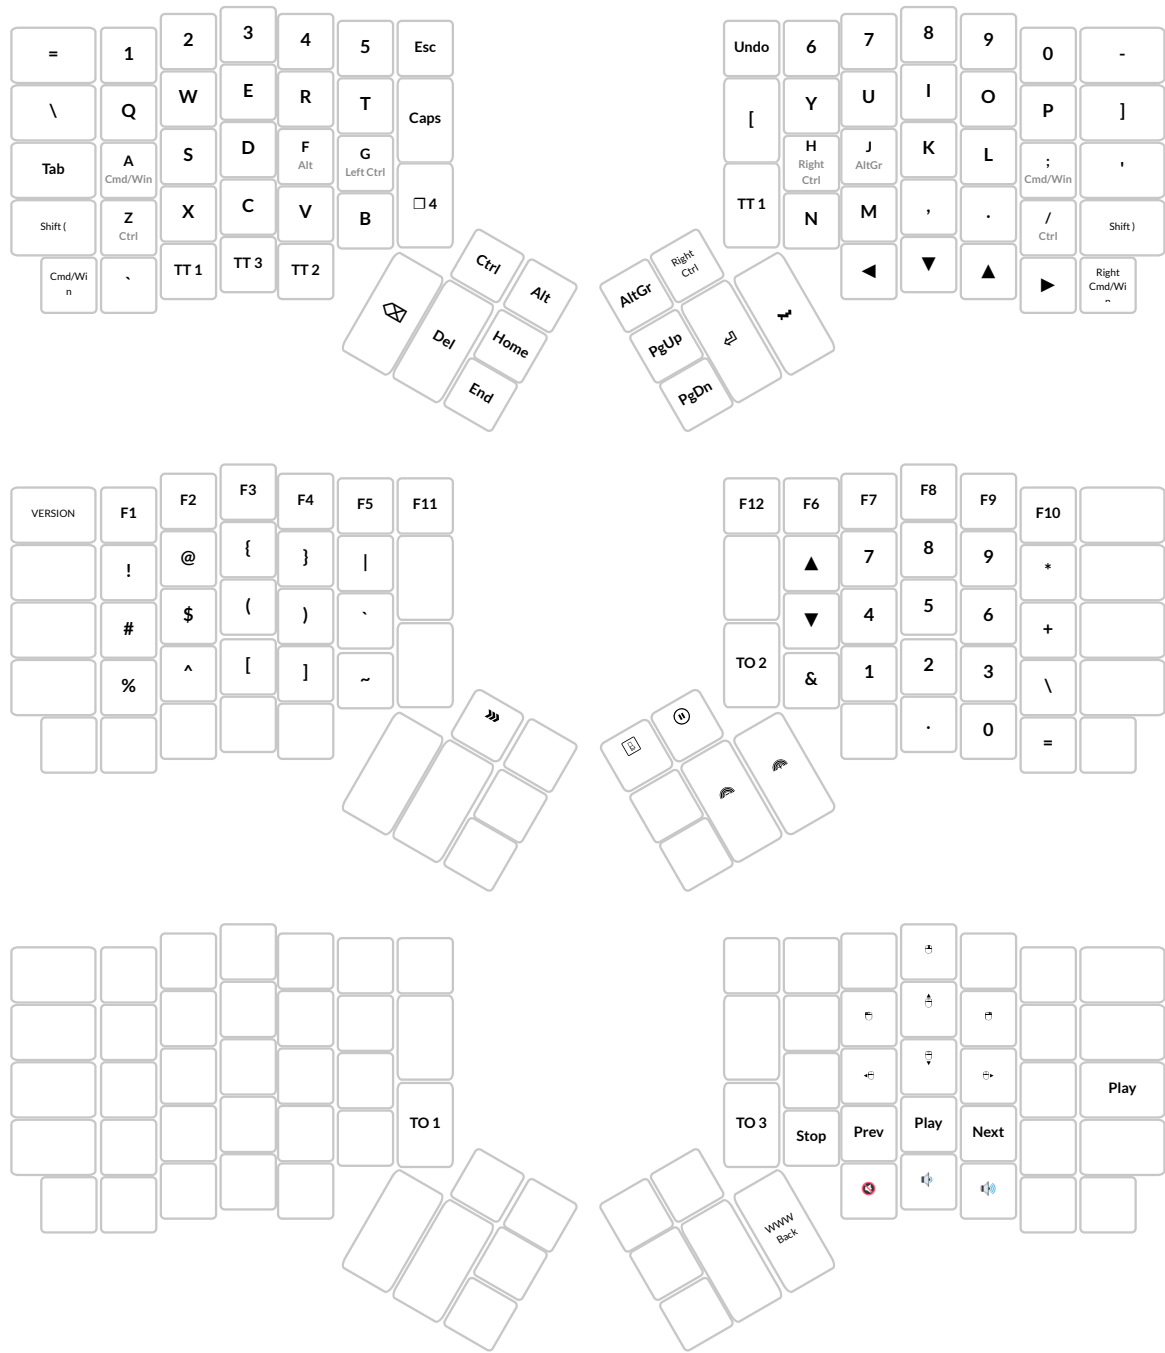 = 1 2 3 4 5 Esc
\ Q W E R T Caps
Tab A S D F G
Cmd/Win Alt Left Ctrl
Shift ( Z X C V B ❐ 4
Ctrl
Cmd/Wi
n
` TT 1 TT 3 TT 2
Ctrl Alt
⌫ Del Home
End
Undo 6 7 8 9 0 -
[ Y U I O P ]
H J K L ; '
Right
Ctrl
AltGr Cmd/Win
TT 1 N M , . / Shift )
Ctrl
◀ ▼ ▲ ▶
Right
Cmd/Wi
n
AltGr
Right
Ctrl
PgUp ⏎
PgDn
VERSION F1 F2 F3 F4 F5 F11
! @ { } |
# $ ( ) `
% ^ [ ] ~
F12 F6 F7 F8 F9 F10
▲ 7 8 9 *
▼ 4 5 6 +
TO 2 & 1 2 3 \
. 0 =
TO 1
Play
TO 3 Stop Prev Play Next
WWW
Back